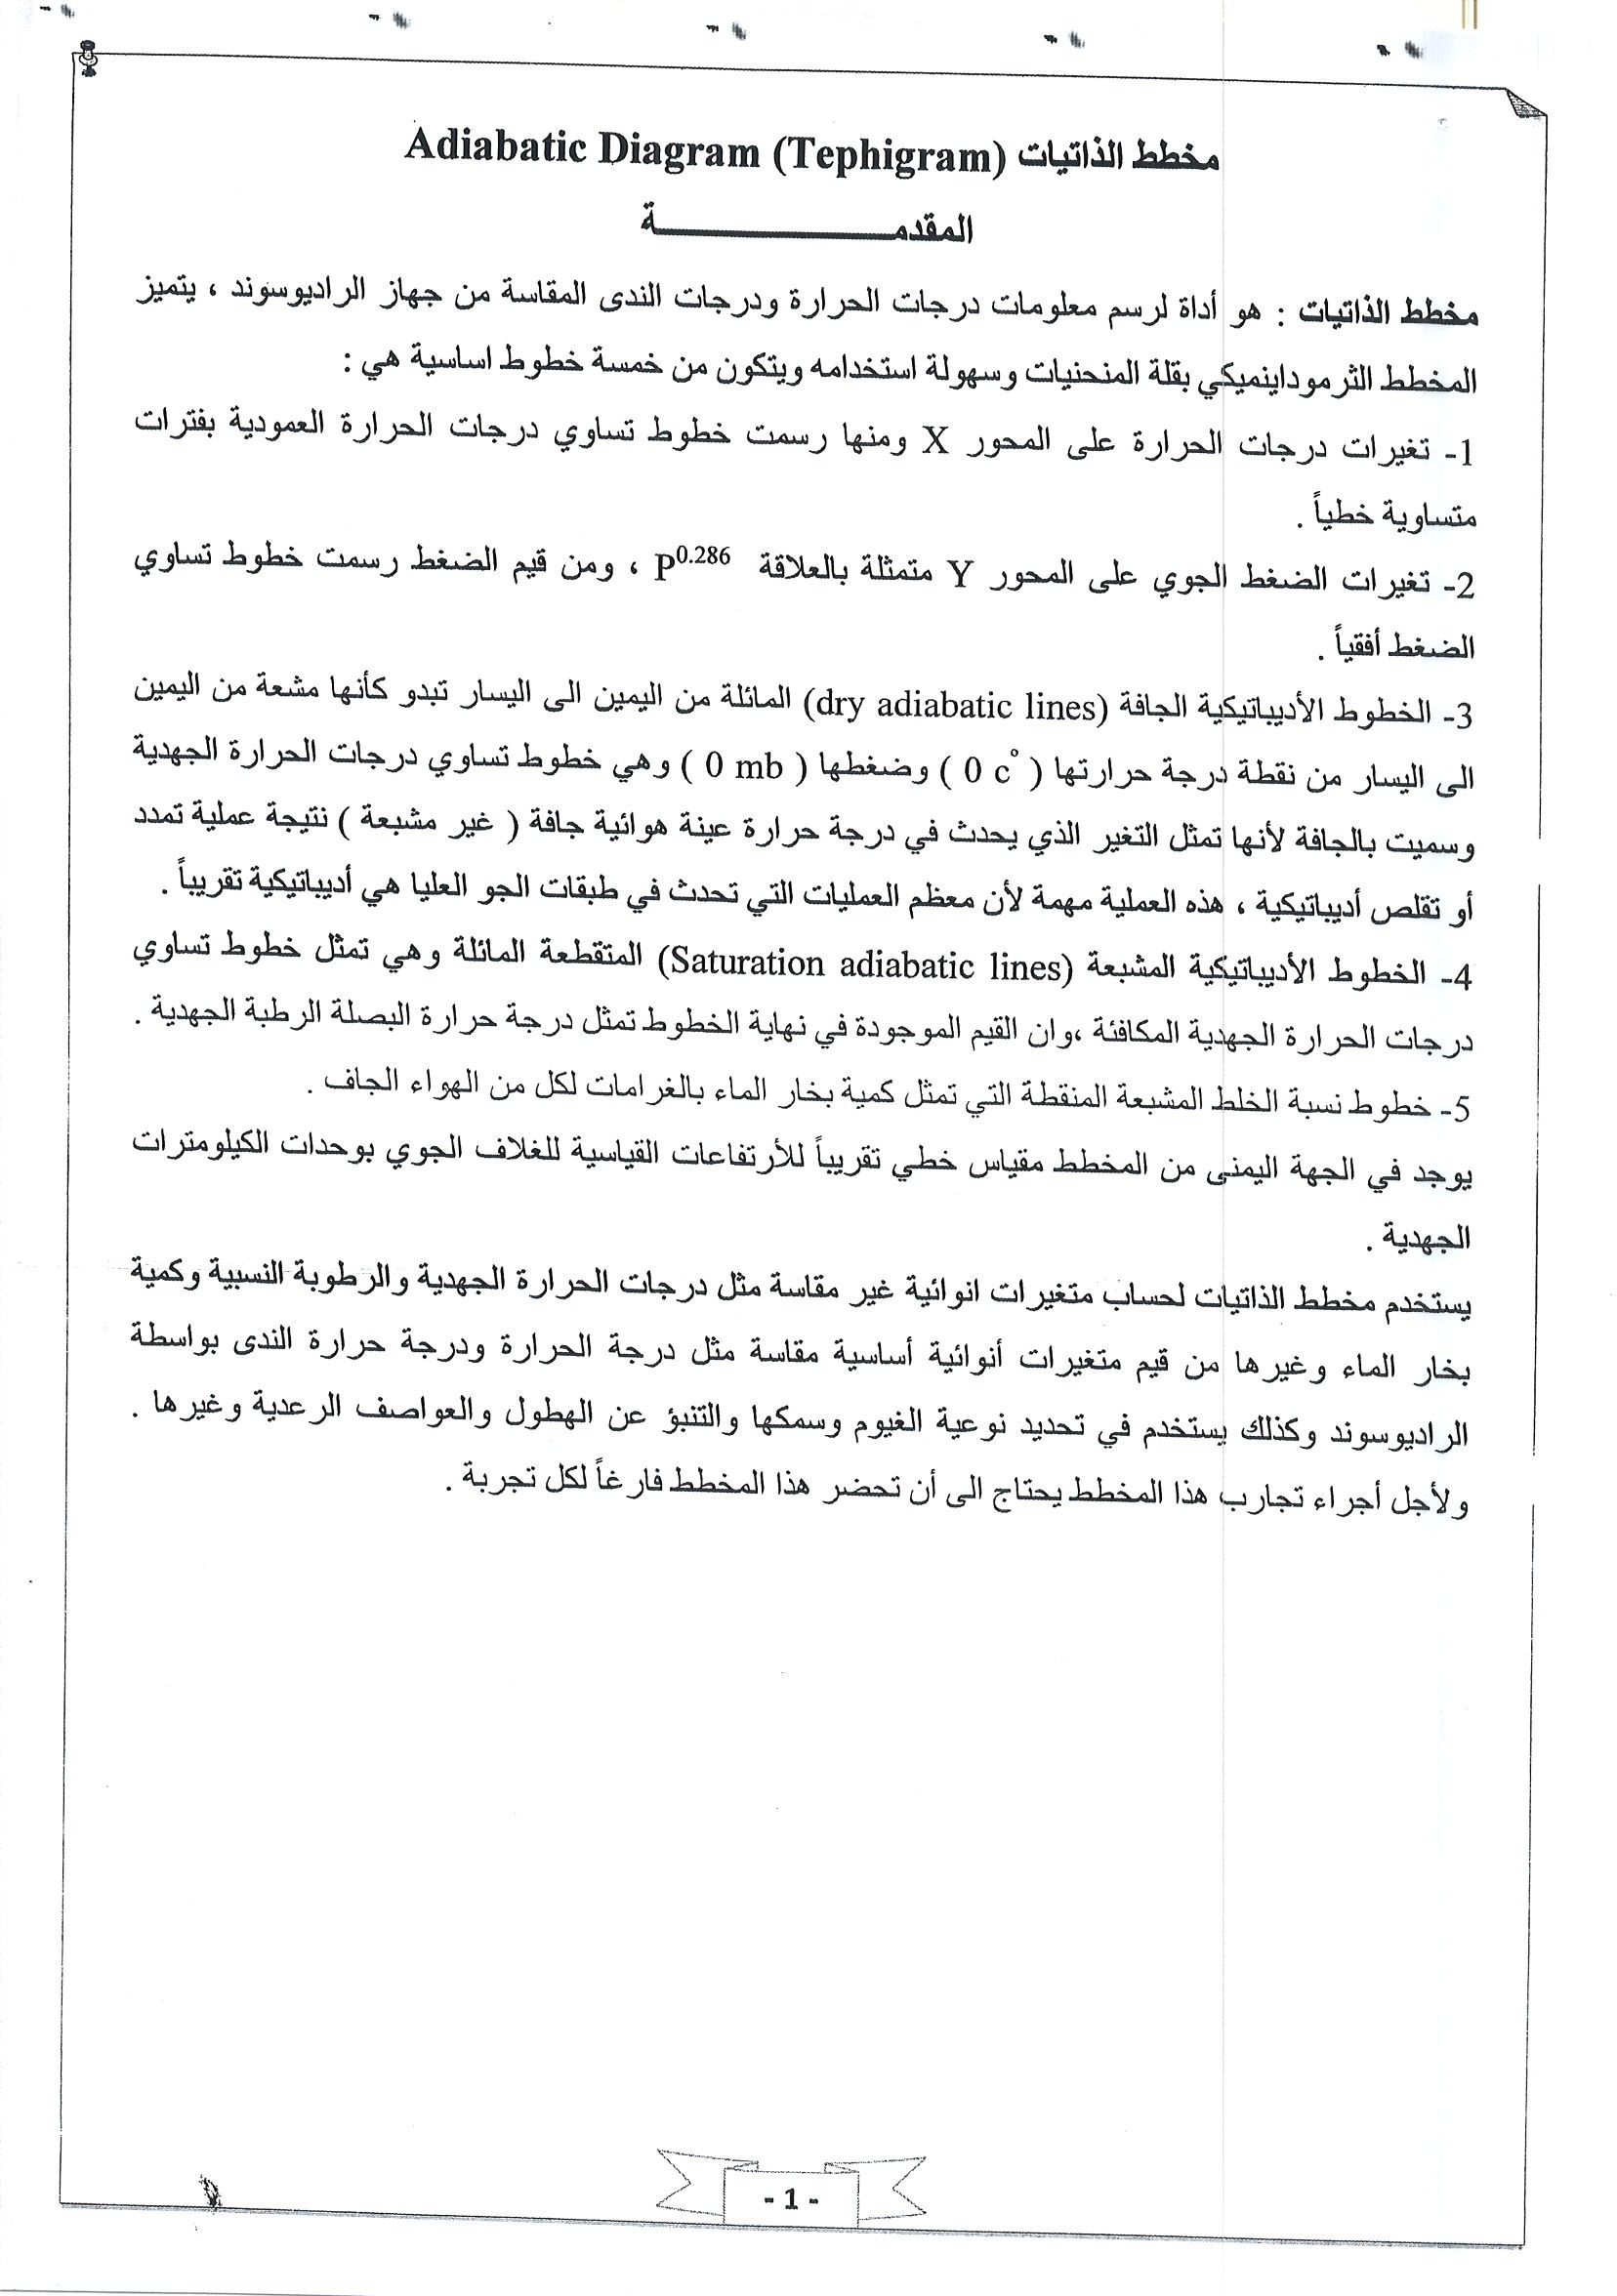 مخطط الذاتيات Adiabatic Diagram (Tephigram)
المقدمـــــــــــــــــة
مخطط الذاتيات : هو أداة لرسم معلومات درجات الحرارة ودرجات الندى المقاسة من جهاز الراديوسوند ، يتميز
المخطط الثرموداينميكي بقلة المنحنيات وسهولة استخدامه ويتكون من خمسة خطوط اساسية هي :
1- تغيرات درجات الحرارة على المحور X ومنها رسمت خطوط تساوي درجات الحرارة العمودية بفترات
متساوية خطياً .
2- تغيرات الضغط الجوي على المحور Y متمثلة بالعلاقة P^0.286 ، ومن قيم الضغط رسمت خطوط تساوي
الضغط أفقياً .
3- الخطوط الأديباتيكية الجافة (dry adiabatic lines) المائلة من اليمين الى اليسار تبدو كأنها مشعة من اليمين
الى اليسار من نقطة درجة حرارتها ( 0 c° ) وضغطها ( 0 mb ) وهي خطوط تساوي درجات الحرارة الجهدية
وسميت بالجافة لأنها تمثل التغير الذي يحدث في درجة حرارة عينة هوائية جافة ( غير مشبعة ) نتيجة عملية تمدد
أو تقلص أديباتيكية ، هذه العملية مهمة لأن معظم العمليات التي تحدث في طبقات الجو العليا هي أديباتيكية تقريباً .
4- الخطوط الأديباتيكية المشبعة (Saturation adiabatic lines) المتقطعة المائلة وهي تمثل خطوط تساوي
درجات الحرارة الجهدية المكافئة ،وان القيم الموجودة في نهاية الخطوط تمثل درجة حرارة البصلة الرطبة الجهدية .
5- خطوط نسبة الخلط المشبعة المنقطة التي تمثل كمية بخار الماء بالغرامات لكل من الهواء الجاف .
يوجد في الجهة اليمنى من المخطط مقياس خطي تقريباً للأرتفاعات القياسية للغلاف الجوي بوحدات الكيلومترات
الجهدية .
يستخدم مخطط الذاتيات لحساب متغيرات انوائية غير مقاسة مثل درجات الحرارة الجهدية والرطوبة النسبية وكمية
بخار الماء وغيرها من قيم متغيرات أنوائية أساسية مقاسة مثل درجة الحرارة ودرجة حرارة الندى بواسطة
الراديوسوند وكذلك يستخدم في تحديد نوعية الغيوم وسمكها والتنبؤ عن الهطول والعواصف الرعدية وغيرها .
ولأجل أجراء تجارب هذا المخطط يحتاج الى أن تحضر هذا المخطط فارغاً لكل تجربة .
- 1 -